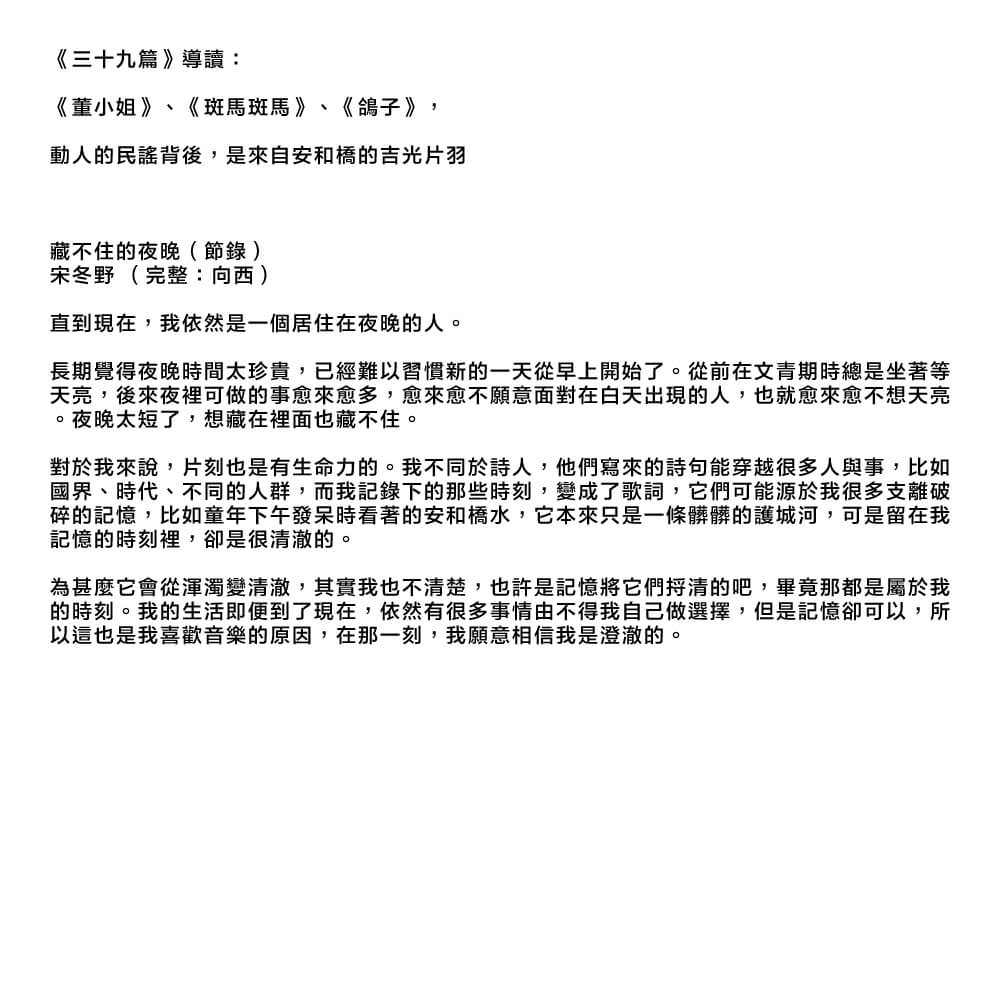 《三十九篇》導讀：
《董小姐》、《斑馬斑馬》、《鴿子》，
動人的民謠背後，是來自安和橋的吉光片羽
藏不住的夜晚（節錄）
宋冬野 （完整：向西）
直到現在，我依然是一個居住在夜晚的人。
長期覺得夜晚時間太珍貴，已經難以習慣新的一天從早上開始了。從前在文青期時總是坐著等
天亮，後來夜裡可做的事愈來愈多，愈來愈不願意面對在白天出現的人，也就愈來愈不想天亮
。夜晚太短了，想藏在裡面也藏不住。
對於我來說，片刻也是有生命力的。我不同於詩人，他們寫來的詩句能穿越很多人與事，比如
國界、時代、不同的人群，而我記錄下的那些時刻，變成了歌詞，它們可能源於我很多支離破
碎的記憶，比如童年下午發呆時看著的安和橋水，它本來只是一條髒髒的護城河，可是留在我
記憶的時刻裡，卻是很清澈的。
為甚麼它會從渾濁變清澈，其實我也不清楚，也許是記憶將它們捋清的吧，畢竟那都是屬於我
的時刻。我的生活即便到了現在，依然有很多事情由不得我自己做選擇，但是記憶卻可以，所
以這也是我喜歡音樂的原因，在那一刻，我願意相信我是澄澈的。